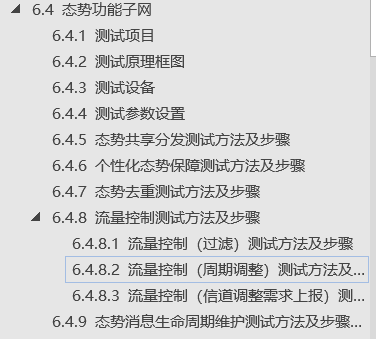 6.4 态势功能子网
6.4.1 测试项目
6.4.2 测试原理框图
6.4.3 测试设备
6.4.4 测试参数设置
6.4.5 态势共享分发测试方法及步骤
6.4.6 个性化态势保障测试方法及步骤
6.4.7 态势去重测试方法及步骤
6.4.8 流量控制测试方法及步骤
6.4.8.1 流量控制（过滤）测试方法及步骤
6.4.8.2 流量控制（周期调整）测试方法及...
6.4.8.3 流量控制（信道调整需求上报）测...
6.4.9 态势消息生命周期维护测试方法及步骤...